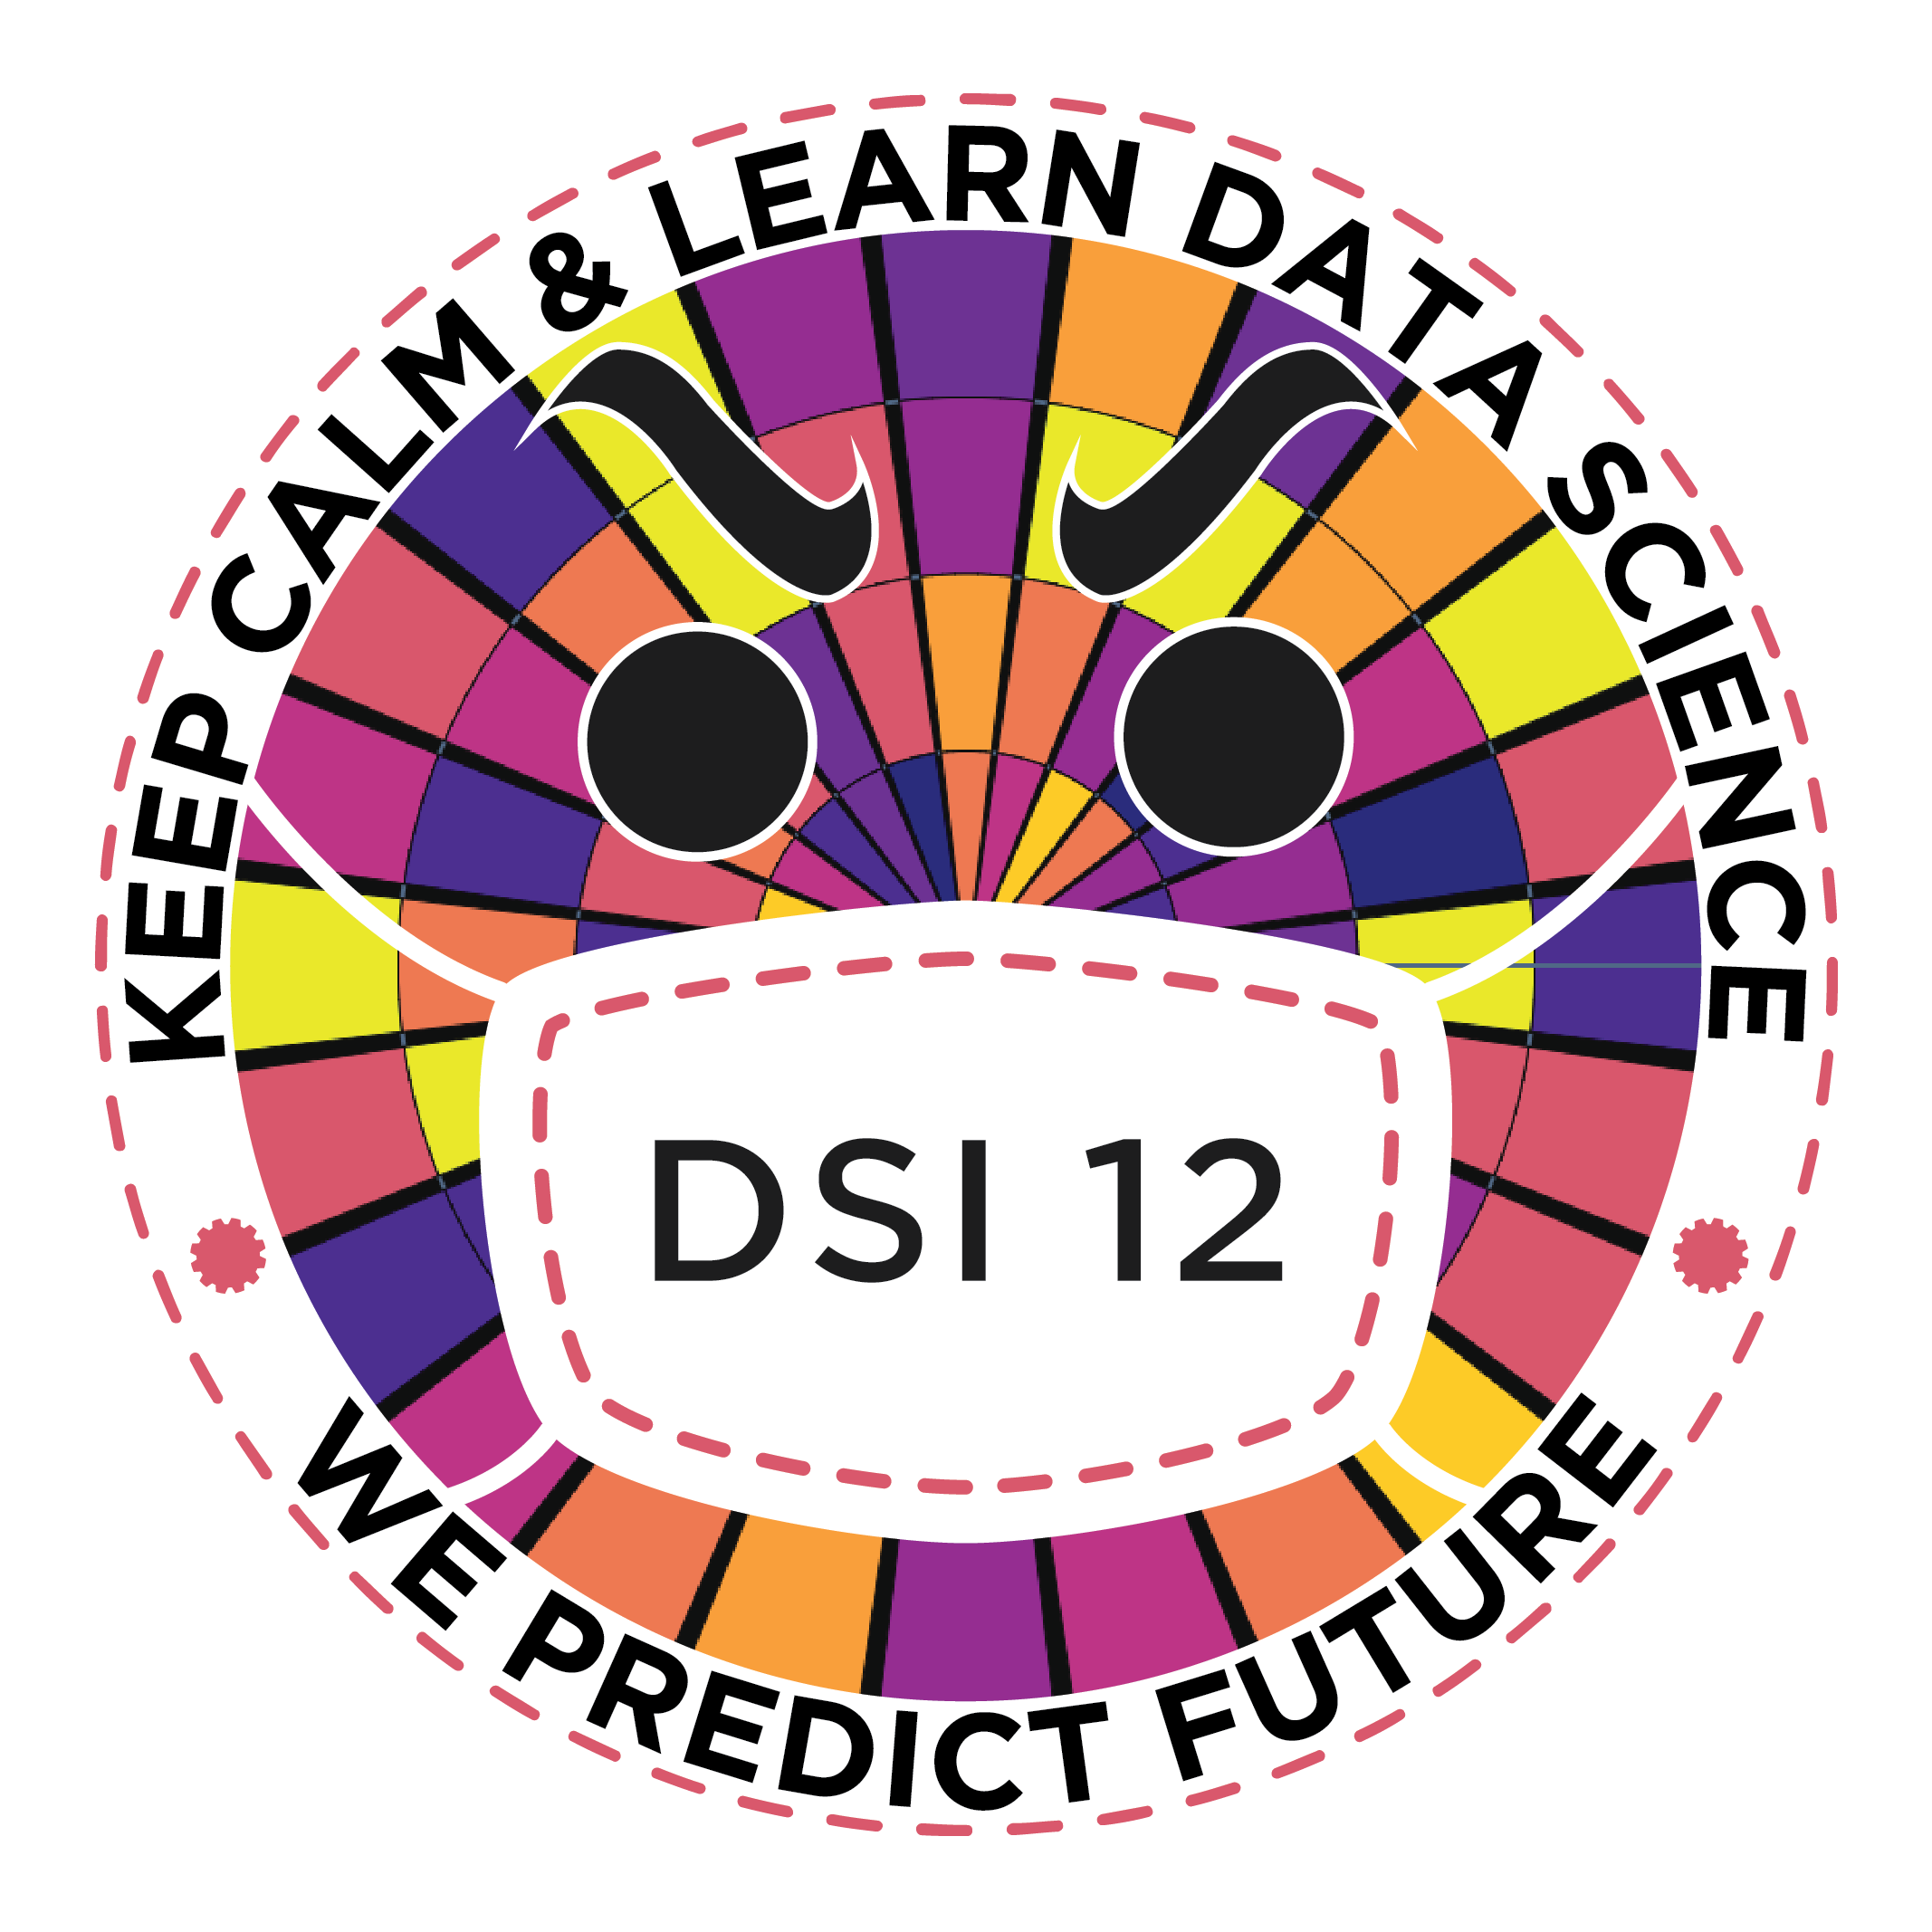 KEEP CALM & LEARN DATA SCIENCE
DSI 12
WE PREDICT FUTURE